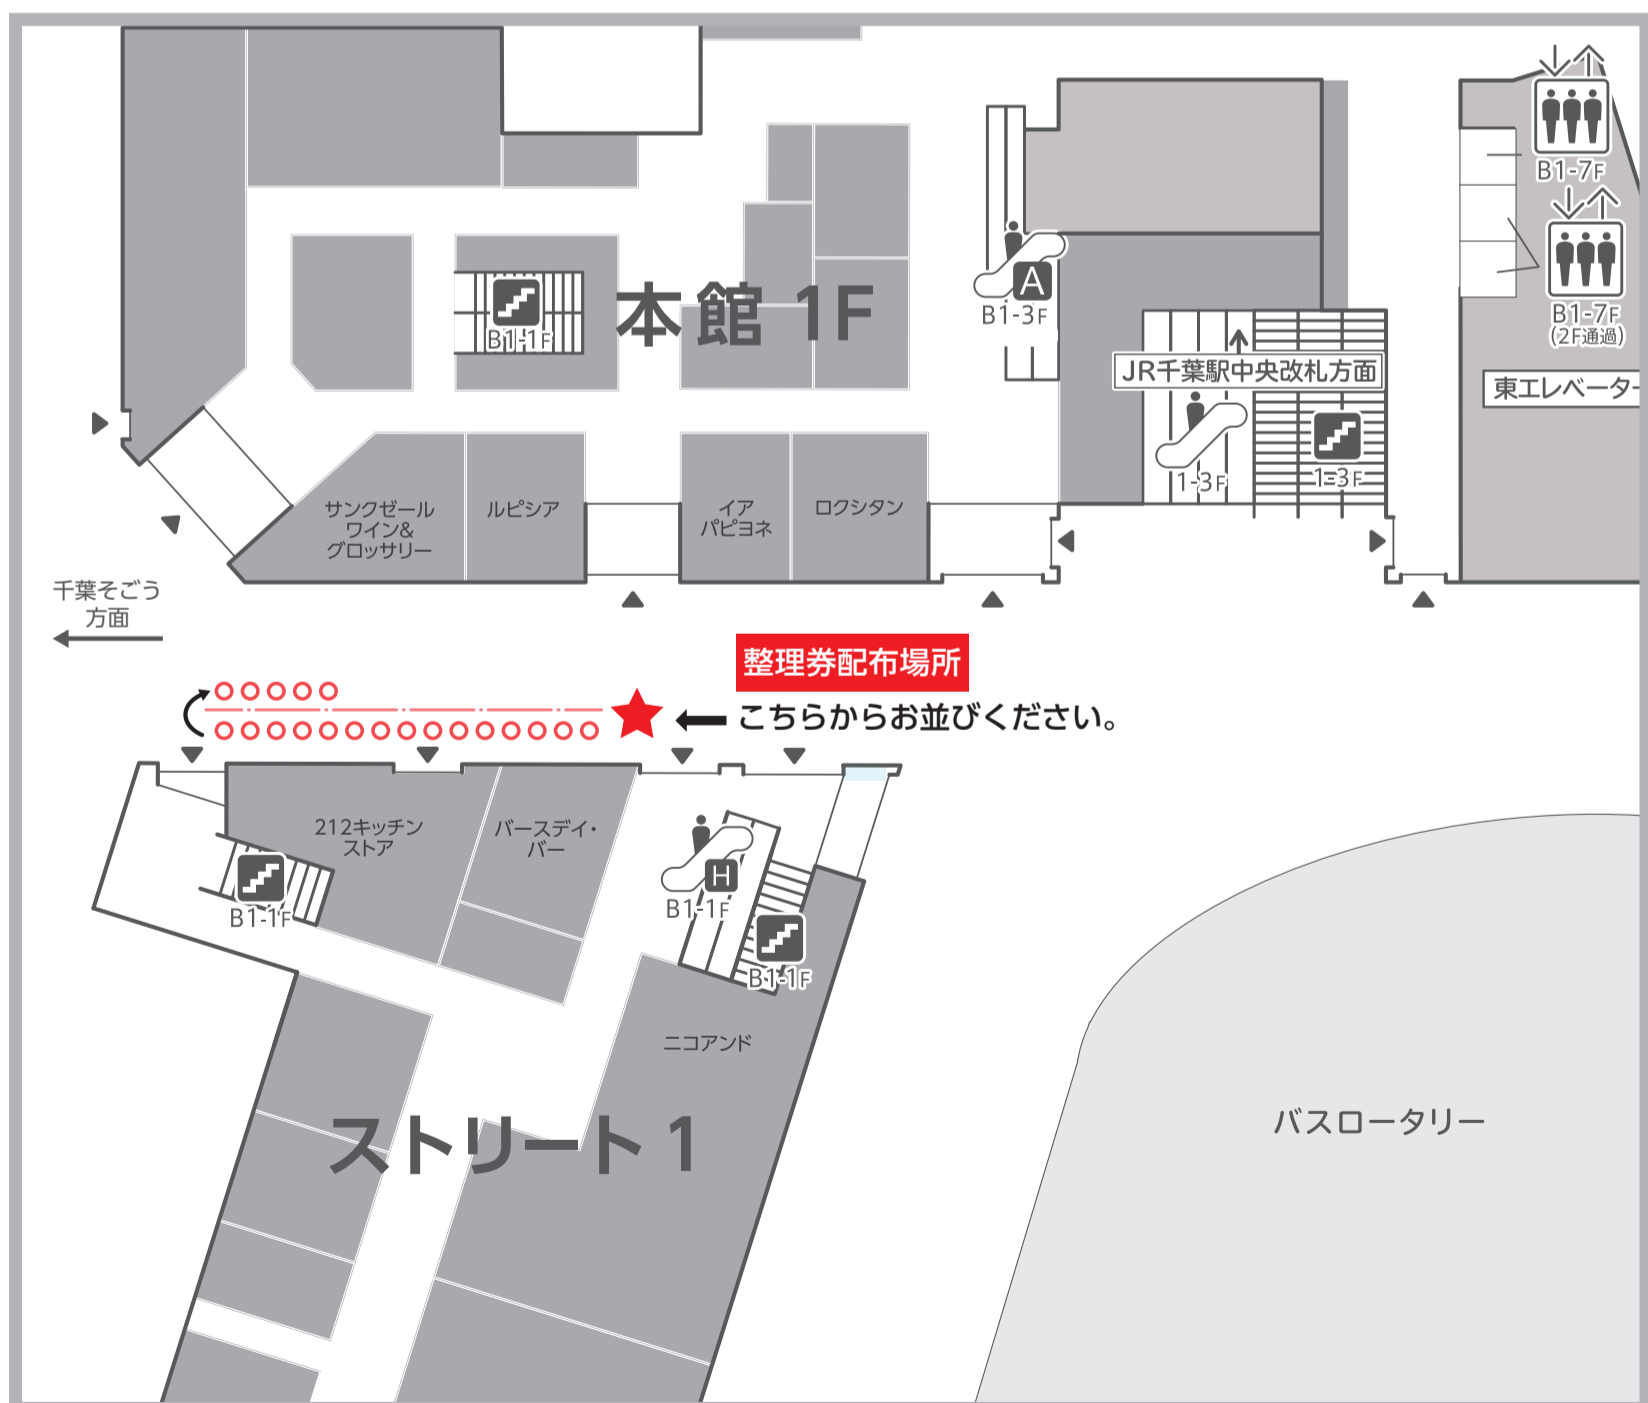 B1-7F
B1-7F
(2F通過)
東エレベータ
A
B1-3F
本館 1F
B1-1F
JR千葉駅中央改札方面
1-3F
1-3F
サンクゼール
ワイン&
グロッサリー
ルピシア
イア
パピヨネ
ロクシタン
千葉そごう
方面
整理券配布場所
こちらからお並びください。
212キッチン
ストア
バースデイ・
バー
B1-1F
H
B1-1F
B1-1F
ニコアンド
ストリート1
バスロータリー